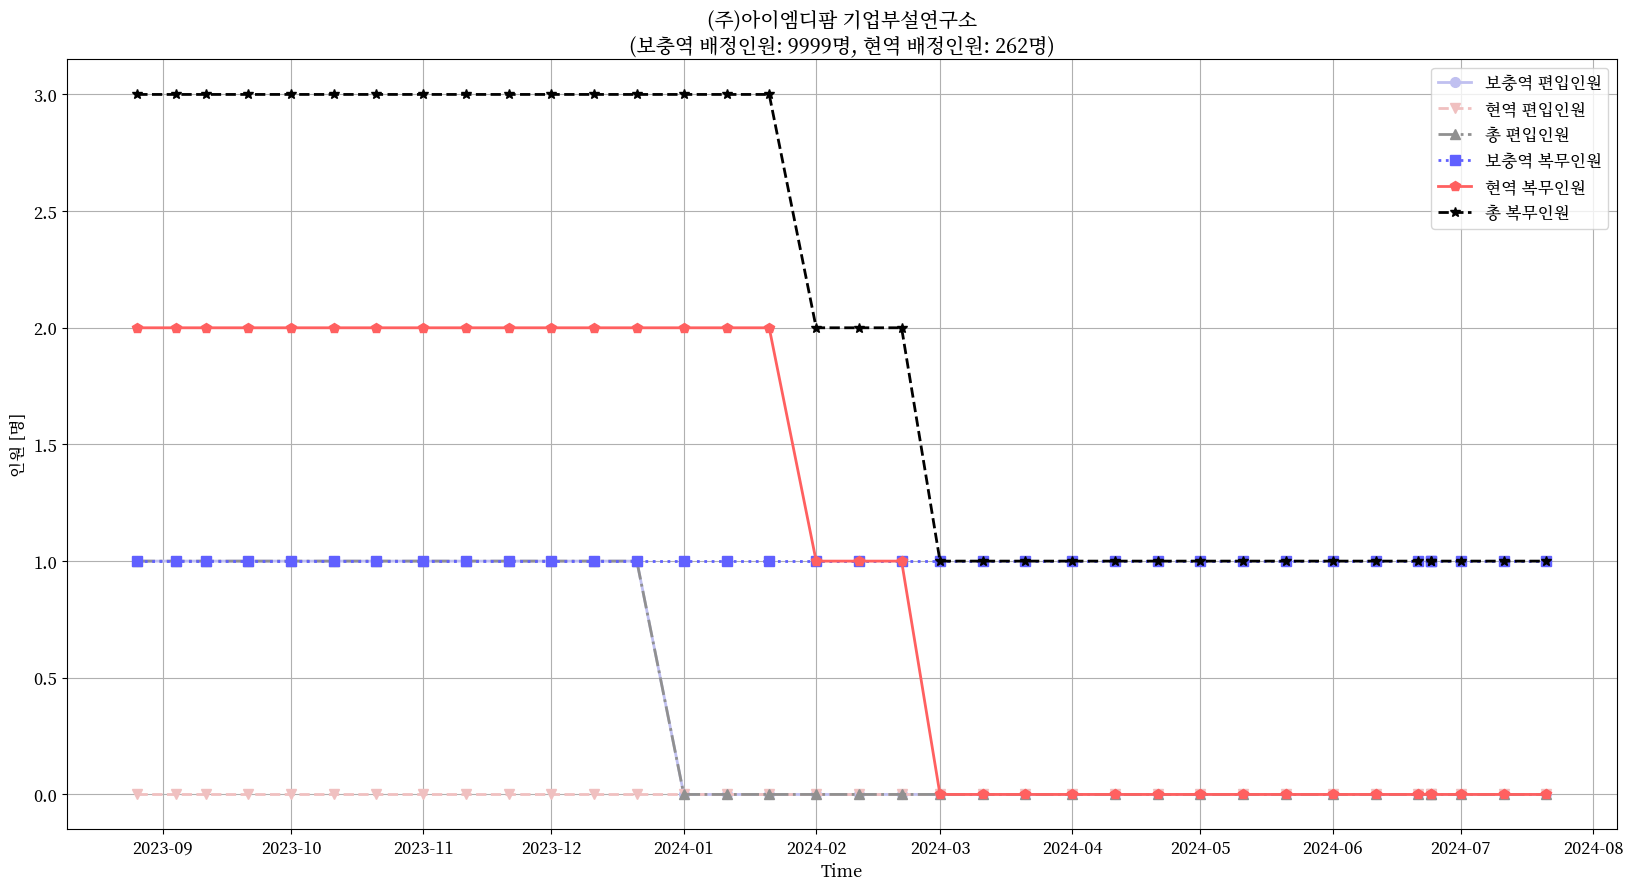 (주)아이엠디팜 기업부설연구소
(보충역 배정인원: 9999명, 현역 배정인원: 262명)
보충역 편입인원
현역 편입인원
총 편입인원
보충역 복무인원
현역 복무인원
총 복무인원
인원 [명]
3.0
2.5
2.0
1.5
1.0
0.5
0.0
2023-09 2023-10 2023-11 2023-12 2024-01 2024-02 2024-03 2024-04 2024-05 2024-06 2024-07 2024-08
Time